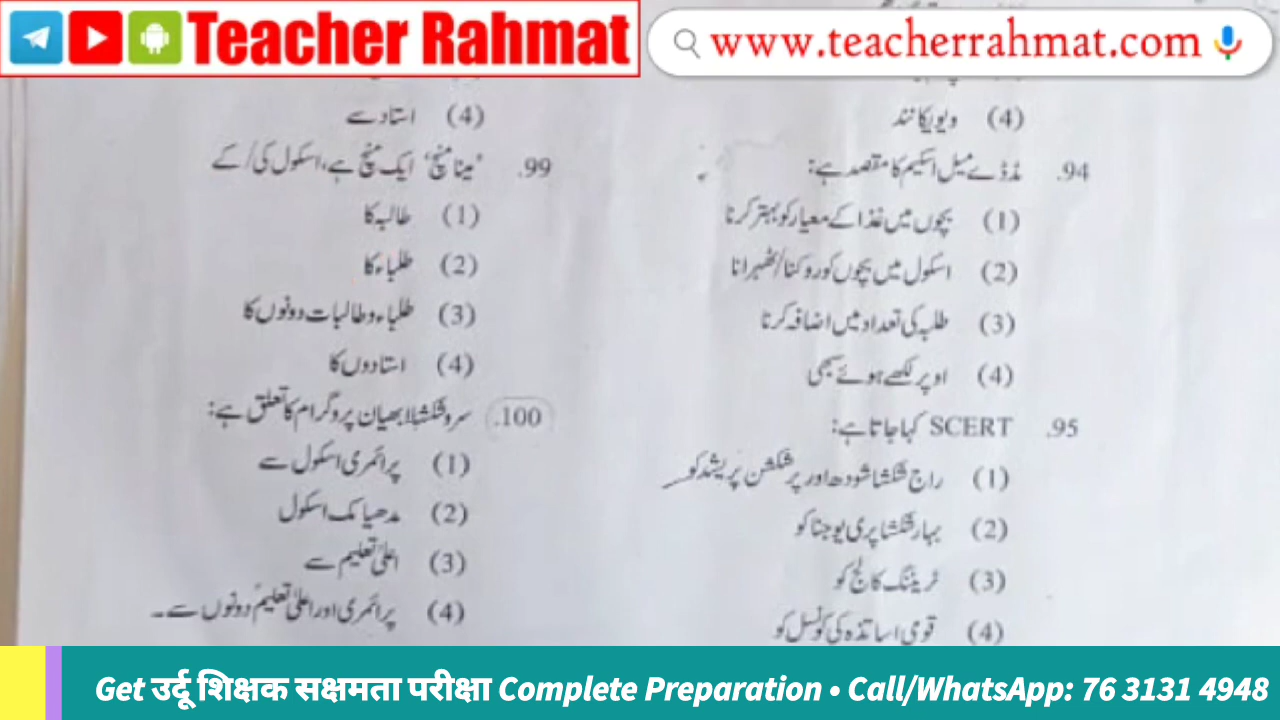 Teacher Rahmat
www.teacherrahmat.com
(4) ویویکانند
94. مڈڈے میل اسکیم کا مقصد ہے:
(1) بچوں میں غذا کے معیار کو بہتر کرنا
(2) اسکول میں بچوں کو روکنا/ٹھہرانا
(3) طلبہ کی تعداد میں اضافہ کرنا
(4) اوپر لکھے ہوئے سبھی
95. SCERT کہا جاتا ہے:
(1) راج شکشا شودھ اور پرشکشن پریشد کو
(2) بہار شکشا پری یوجنا کو
(3) ٹریننگ کالج کو
(4) قومی اساتذہ کی کونسل کو
(4) استاد سے
99. 'مینا منچ' ایک منچ ہے، اسکول کی/کے
(1) طالبہ کا
(2) طلباء کا
(3) طلباء و طالبات دونوں کا
(4) استادوں کا
100. سروشکشا ابھیان پروگرام کا تعلق ہے:
(1) پرائمری اسکول سے
(2) مدھیامک اسکول
(3) اعلیٰ تعلیم سے
(4) پرائمری اور اعلیٰ تعلیم دونوں سے۔
Get उर्दू शिक्षक सक्षमता परीक्षा Complete Preparation • Call/WhatsApp: 76 3131 4948